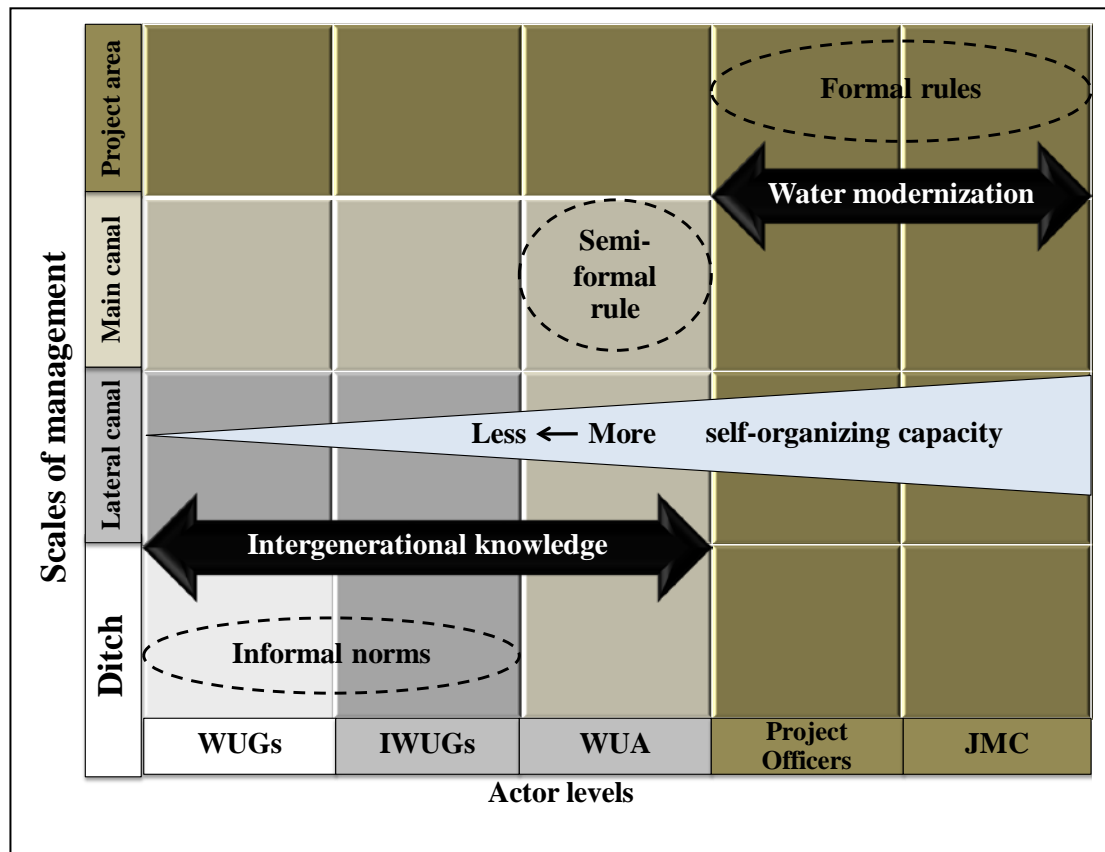 Scales of management
Project area
Main canal
Lateral canal
Ditch
Formal rules
Water modernization
Semi-
formal
rule
Less ← More self-organizing capacity
Intergenerational knowledge
Informal norms
WUGs
IWUGs
WUA
Project
Officers
JMC
Actor levels